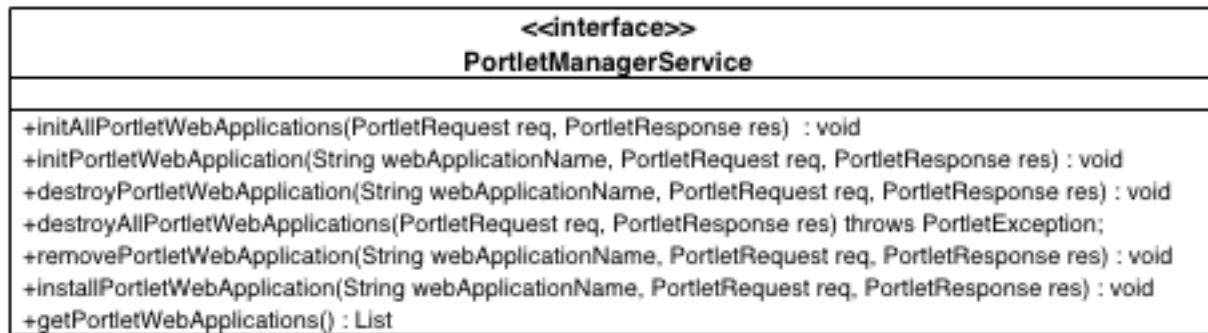 <<interface>>
PortletManagerService
+initAllPortletWebApplications(PortletRequest req, PortletResponse res) : void
+initPortletWebApplication(String webApplicationName, PortletRequest req, PortletResponse res) : void
+destroyPortletWebApplication(String webApplicationName, PortletRequest req, PortletResponse res) : void
+destroyAllPortletWebApplications(PortletRequest req, PortletResponse res) throws PortletException;
+removePortletWebApplication(String webApplicationName, PortletRequest req, PortletResponse res) : void
+installPortletWebApplication(String webApplicationName, PortletRequest req, PortletResponse res) : void
+getPortletWebApplications() : List